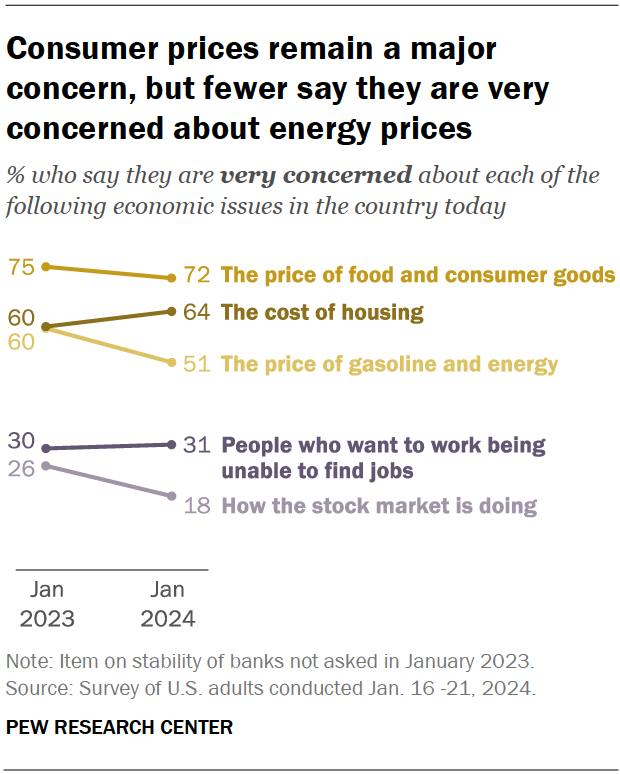 Consumer prices remain a major
concern, but fewer say they are very
concerned about energy prices
% who say they are very concerned about each of the
following economic issues in the country today
75
72 The price of food and consumer goods
60
64 The cost of housing
60
51 The price of gasoline and energy
30
31 People who want to work being
unable to find jobs
26
18 How the stock market is doing
Jan
2023
Jan
2024
Note: Item on stability of banks not asked in January 2023.
Source: Survey of U.S. adults conducted Jan. 16 -21, 2024.
PEW RESEARCH CENTER